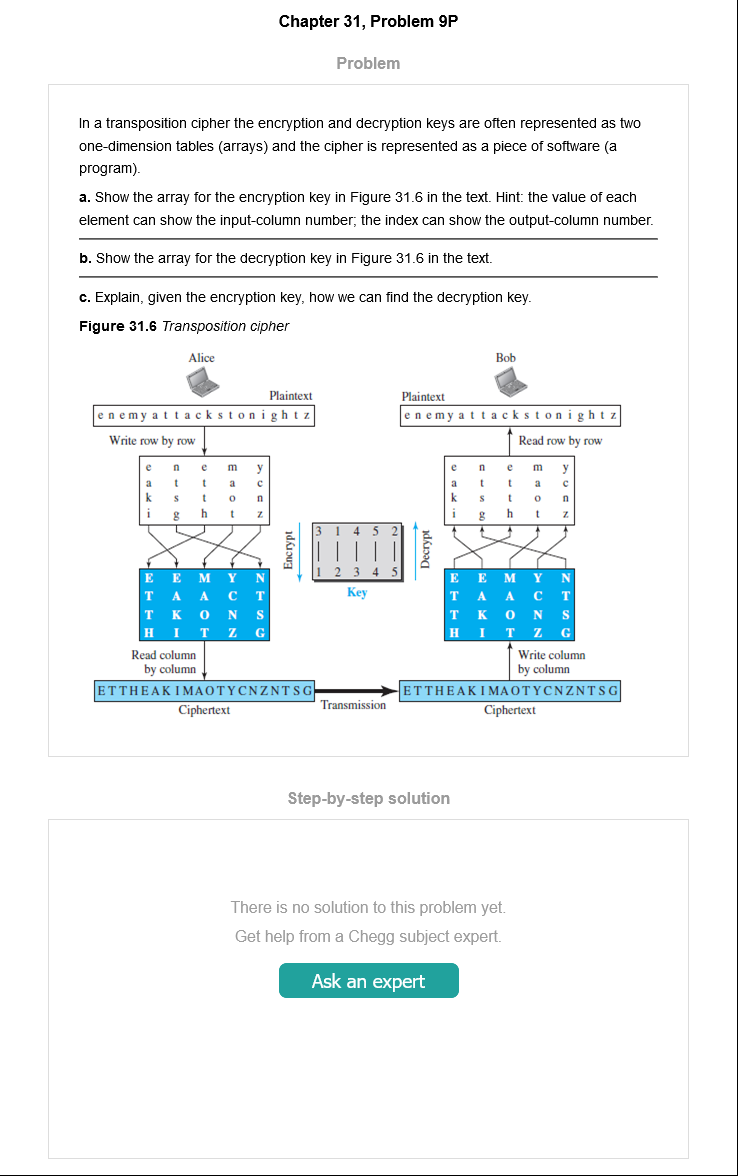 Chapter 31, Problem 9P
Problem
In a transposition cipher the encryption and decryption keys are often represented as two
one-dimension tables (arrays) and the cipher is represented as a piece of software (a
program).
a. Show the array for the encryption key in Figure 31.6 in the text. Hint: the value of each
element can show the input-column number; the index can show the output-column number.
b. Show the array for the decryption key in Figure 31.6 in the text.
c. Explain, given the encryption key, how we can find the decryption key.
Figure 31.6 Transposition cipher
Alice Bob
Plaintext Plaintext
e n e m y a t t a c k s t o n i g h t z e n e m y a t t a c k s t o n i g h t z
Write row by row Read row by row
e n e m y e n e m y
a t t a c a t t a c
k s t o n k s t o n
i g h t z i g h t z
Encrypt 3 1 4 5 2 Decrypt
1 2 3 4 5
Key
E E M Y N E E M Y N
T A A C T T A A C T
T K O N S T K O N S
H I T Z G H I T Z G
Read column Write column
by column by column
E T T H E A K I M A O T Y C N Z N T S G E T T H E A K I M A O T Y C N Z N T S G
Ciphertext Transmission Ciphertext
Step-by-step solution
There is no solution to this problem yet.
Get help from a Chegg subject expert.
Ask an expert